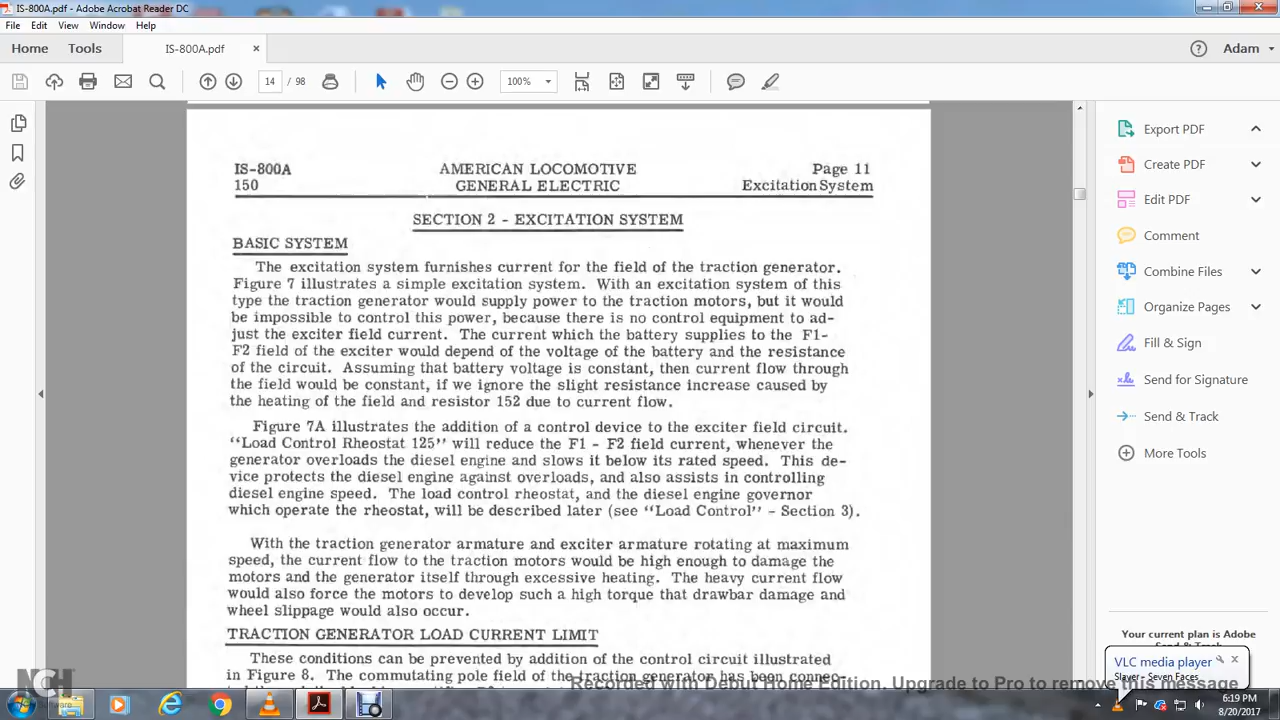 IS-800A.pdf - Adobe Acrobat Reader DC
File Edit View Window Help
Home Tools IS-800A.pdf × Adam
14 / 98 100%
IS-800A AMERICAN LOCOMOTIVE Page 11
150 GENERAL ELECTRIC Excitation System
SECTION 2 - EXCITATION SYSTEM
BASIC SYSTEM
The excitation system furnishes current for the field of the traction generator.
Figure 7 illustrates a simple excitation system. With an excitation system of this
type the traction generator would supply power to the traction motors, but it would
be impossible to control this power, because there is no control equipment to ad-
just the exciter field current. The current which the battery supplies to the F1-
F2 field of the exciter would depend of the voltage of the battery and the resistance
of the circuit. Assuming that battery voltage is constant, then current flow through
the field would be constant, if we ignore the slight resistance increase caused by
the heating of the field and resistor 152 due to current flow.
Figure 7A illustrates the addition of a control device to the exciter field circuit.
"Load Control Rheostat 125" will reduce the F1 - F2 field current, whenever the
generator overloads the diesel engine and slows it below its rated speed. This de-
vice protects the diesel engine against overloads, and also assists in controlling
diesel engine speed. The load control rheostat, and the diesel engine governor
which operate the rheostat, will be described later (see "Load Control" - Section 3).
With the traction generator armature and exciter armature rotating at maximum
speed, the current flow to the traction motors would be high enough to damage the
motors and the generator itself through excessive heating. The heavy current flow
would also force the motors to develop such a high torque that drawbar damage and
wheel slippage would also occur.
TRACTION GENERATOR LOAD CURRENT LIMIT
These conditions can be prevented by addition of the control circuit illustrated
in Figure 8. The commutating pole field of the traction generator has been connec-
Export PDF
Create PDF
Edit PDF
Comment
Combine Files
Organize Pages
Fill & Sign
Send for Signature
Send & Track
More Tools
Your current plan is Adobe
Send & Track
VLC media player
Slayer - Seven Faces
NCH
Software
Recorded with Debut Home Edition. Upgrade to Pro to remove this message
6:19 PM
8/20/2017